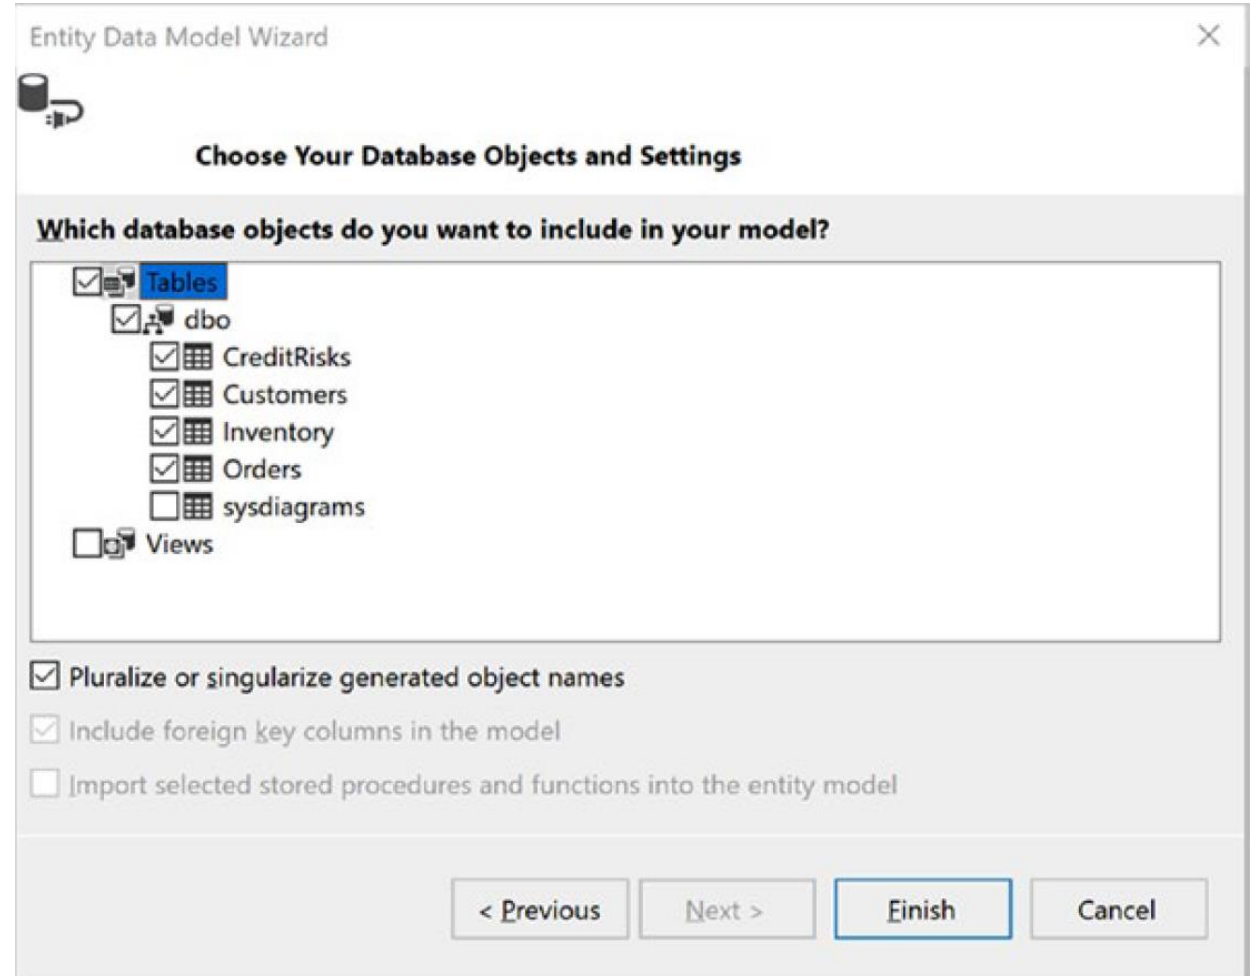 Entity Data Model Wizard
Choose Your Database Objects and Settings
Which database objects do you want to include in your model?
Tables
dbo
CreditRisks
Customers
Inventory
Orders
sysdiagrams
Views
Pluralize or singularize generated object names
Include foreign key columns in the model
Import selected stored procedures and functions into the entity model
< Previous Next > Finish Cancel